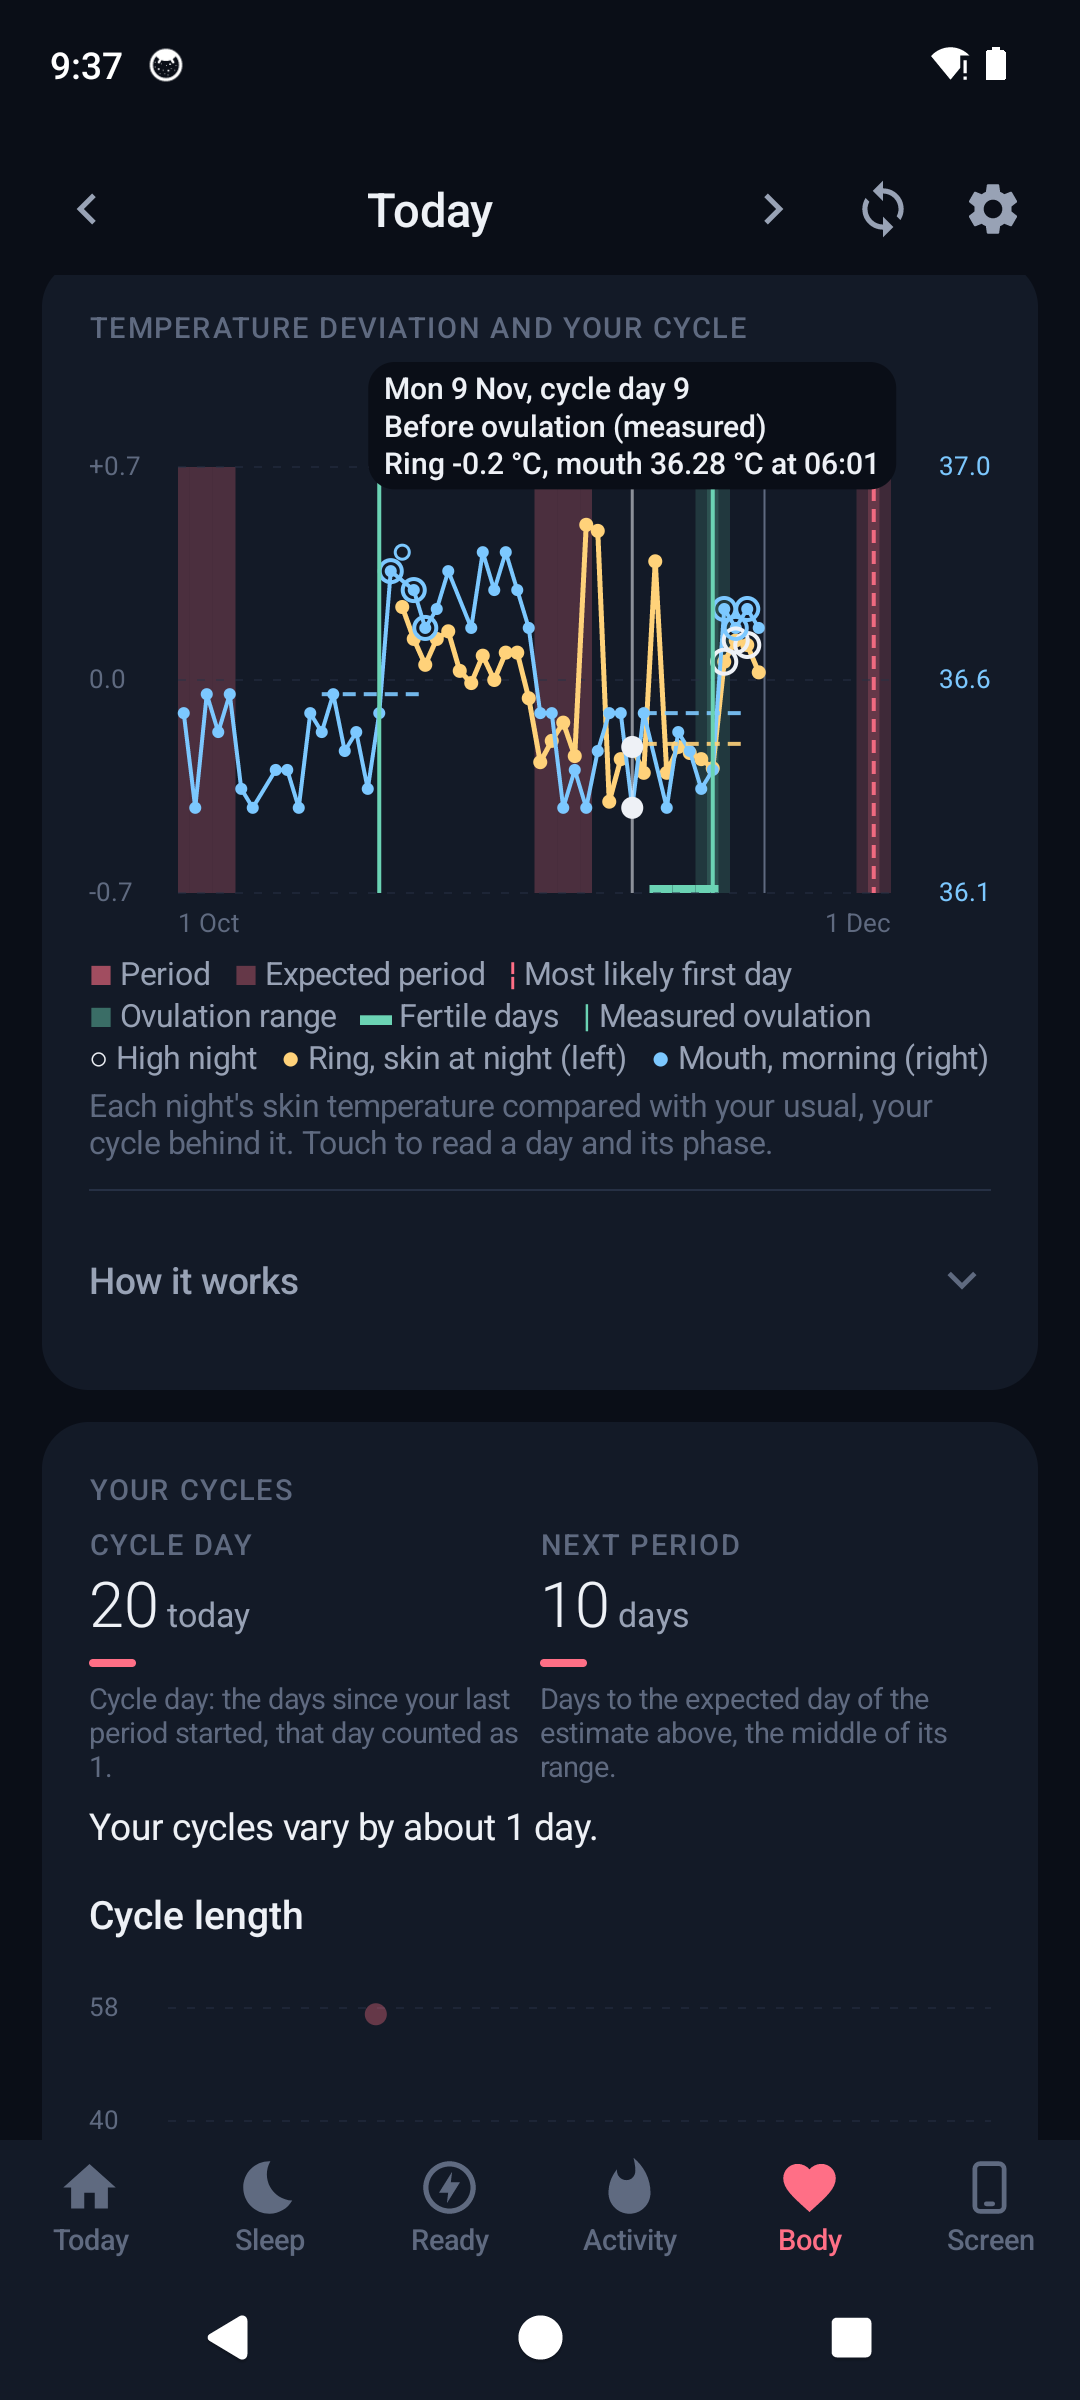 9:37
Today
TEMPERATURE DEVIATION AND YOUR CYCLE
Mon 9 Nov, cycle day 9
Before ovulation (measured)
Ring -0.2 °C, mouth 36.28 °C at 06:01
+0.7
37.0
0.0
36.6
-0.7
36.1
1 Oct
1 Dec
Period
Expected period
Most likely first day
Ovulation range
Fertile days
Measured ovulation
High night
Ring, skin at night (left)
Mouth, morning (right)
Each night's skin temperature compared with your usual, your
cycle behind it. Touch to read a day and its phase.
How it works
YOUR CYCLES
CYCLE DAY
20 today
Cycle day: the days since your last
period started, that day counted as
1.
NEXT PERIOD
10 days
Days to the expected day of the
estimate above, the middle of its
range.
Your cycles vary by about 1 day.
Cycle length
58
40
Today
Sleep
Ready
Activity
Body
Screen